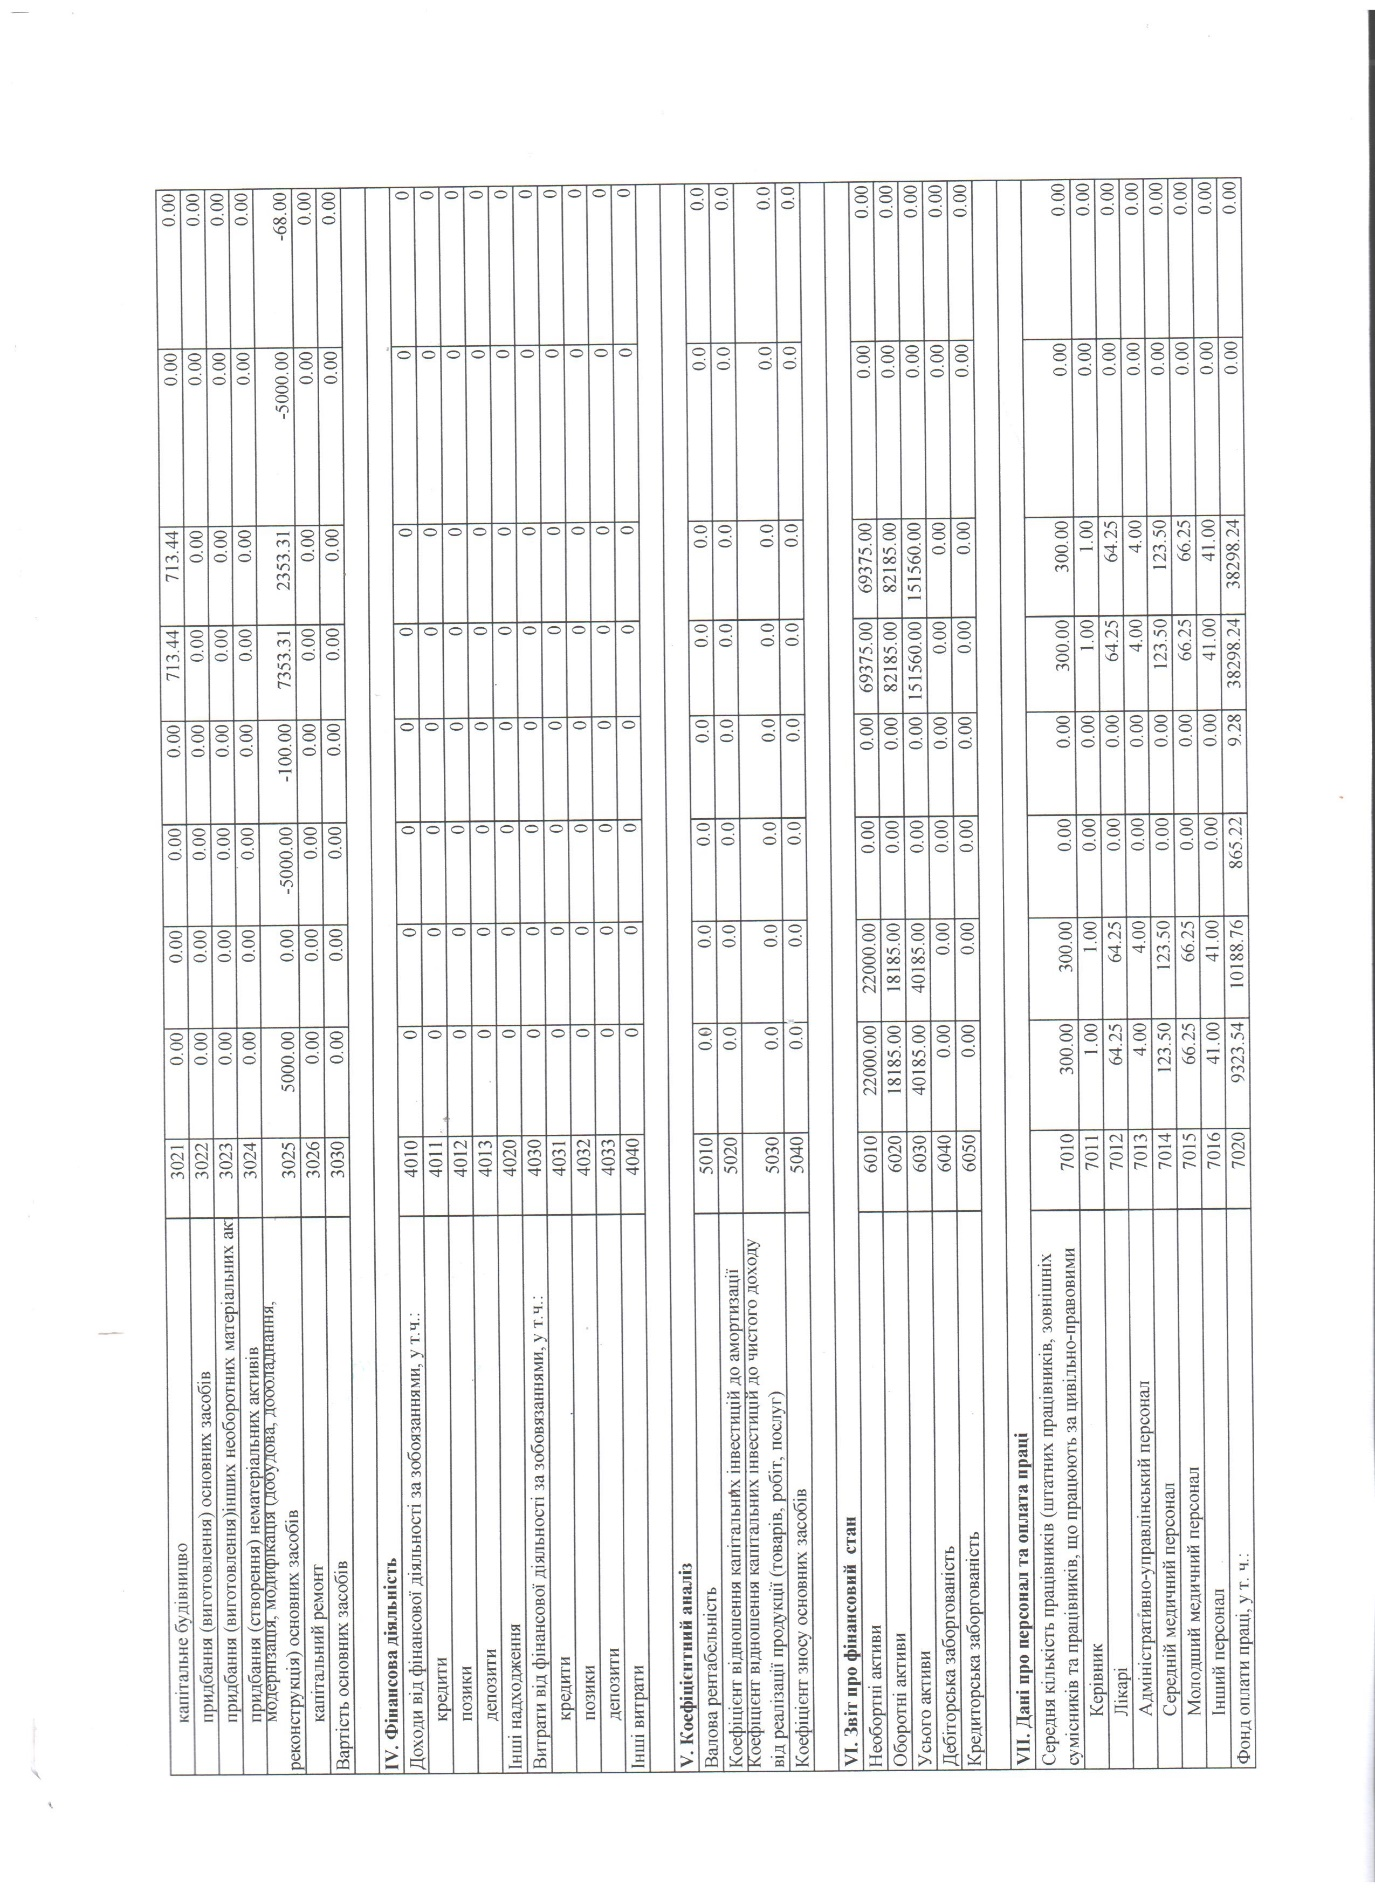 капітальне будівництво 3021 0.00 0.00 0.00 0.00 713.44 713.44 0.00 0.00
придбання (виготовлення) основних засобів 3022 0.00 0.00 0.00 0.00 0.00 0.00 0.00 0.00
придбання (виготовлення)інших необоротних матеріальних акт 3023 0.00 0.00 0.00 0.00 0.00 0.00 0.00 0.00
придбання (створення) нематеріальних активів 3024 0.00 0.00 0.00 0.00 0.00 0.00 0.00 0.00
модернізація, модифікація (добудова, доооладнання,
реконструкція) основних засобів 3025 5000.00 0.00 -5000.00 -100.00 7353.31 2353.31 -5000.00 -68.00
капітальний ремонт 3026 0.00 0.00 0.00 0.00 0.00 0.00 0.00 0.00
Вартість основних засобів 3030 0.00 0.00 0.00 0.00 0.00 0.00 0.00 0.00
IV. Фінансова діяльність
Доходи від фінансової діяльності за зобоязаннями, у т.ч.: 4010 0 0 0 0 0 0 0 0
кредити 4011 0 0 0 0 0 0 0 0
позики 4012 0 0 0 0 0 0 0 0
депозити 4013 0 0 0 0 0 0 0 0
Інші надходження 4020 0 0 0 0 0 0 0 0
Витрати від фінансової діяльності за зобовязаннями, у т.ч.: 4030 0 0 0 0 0 0 0 0
кредити 4031 0 0 0 0 0 0 0 0
позики 4032 0 0 0 0 0 0 0 0
депозити 4033 0 0 0 0 0 0 0 0
Інші витрати 4040 0 0 0 0 0 0 0 0
V. Коефіцієнтний аналіз
Валова рентабельність 5010 0.0 0.0 0.0 0.0 0.0 0.0 0.0 0.0
Коефіцієнт відношення капітальних інвестицій до амортизації 5020 0.0 0.0 0.0 0.0 0.0 0.0 0.0 0.0
Коефіцієнт відношення капітальних інвестицій до чистого доходу
від реалізації продукції (товарів, робіт, послуг) 5030 0.0 0.0 0.0 0.0 0.0 0.0 0.0 0.0
Коефіцієнт зносу основних засобів 5040 0.0 0.0 0.0 0.0 0.0 0.0 0.0 0.0
VI. Звіт про фінансовий стан
Необортні активи 6010 22000.00 22000.00 0.00 0.00 69375.00 69375.00 0.00 0.00
Оборотні активи 6020 18185.00 18185.00 0.00 0.00 82185.00 82185.00 0.00 0.00
Усього активи 6030 40185.00 40185.00 0.00 0.00 151560.00 151560.00 0.00 0.00
Дебіторська заборгованість 6040 0.00 0.00 0.00 0.00 0.00 0.00 0.00 0.00
Кредиторська заборгованість 6050 0.00 0.00 0.00 0.00 0.00 0.00 0.00 0.00
VII. Дані про персонал та оплата праці
Середня кількість працівників (штатних працівників, зовнішніх
сумісників та працівників, що працюють за цивільно-правовими 7010 300.00 300.00 0.00 0.00 300.00 300.00 0.00 0.00
Керівник 7011 1.00 1.00 0.00 0.00 1.00 1.00 0.00 0.00
Лікарі 7012 64.25 64.25 0.00 0.00 64.25 64.25 0.00 0.00
Адміністративно-управлінський персонал 7013 4.00 4.00 0.00 0.00 4.00 4.00 0.00 0.00
Середній медичний персонал 7014 123.50 123.50 0.00 0.00 123.50 123.50 0.00 0.00
Молодший медичний персонал 7015 66.25 66.25 0.00 0.00 66.25 66.25 0.00 0.00
Інший персонал 7016 41.00 41.00 0.00 0.00 41.00 41.00 0.00 0.00
Фонд оплати праці, у т. ч.: 7020 9323.54 10188.76 865.22 9.28 38298.24 38298.24 0.00 0.00